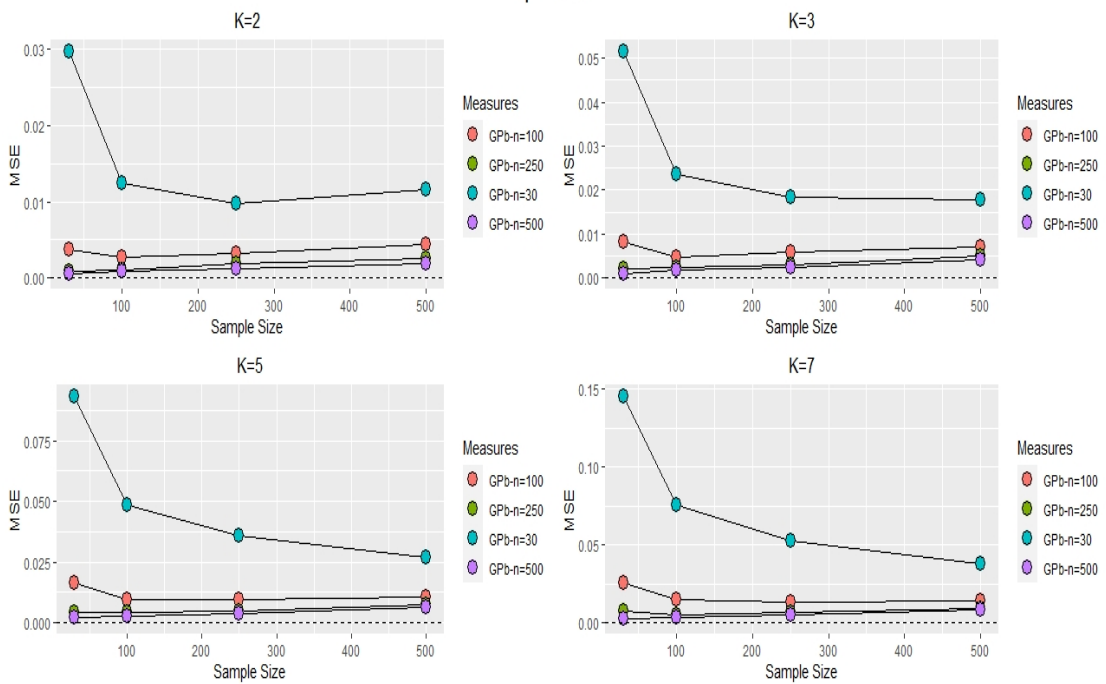 K=2
0.03
0.02
0.01
0.00
MSE
100 200 300 400 500
Sample Size
Measures
GPb-n=100
GPb-n=250
GPb-n=30
GPb-n=500
K=3
0.05
0.04
0.03
0.02
0.01
0.00
MSE
100 200 300 400 500
Sample Size
Measures
GPb-n=100
GPb-n=250
GPb-n=30
GPb-n=500
K=5
0.075
0.050
0.025
0.000
MSE
100 200 300 400 500
Sample Size
Measures
GPb-n=100
GPb-n=250
GPb-n=30
GPb-n=500
K=7
0.15
0.10
0.05
0.00
MSE
100 200 300 400 500
Sample Size
Measures
GPb-n=100
GPb-n=250
GPb-n=30
GPb-n=500